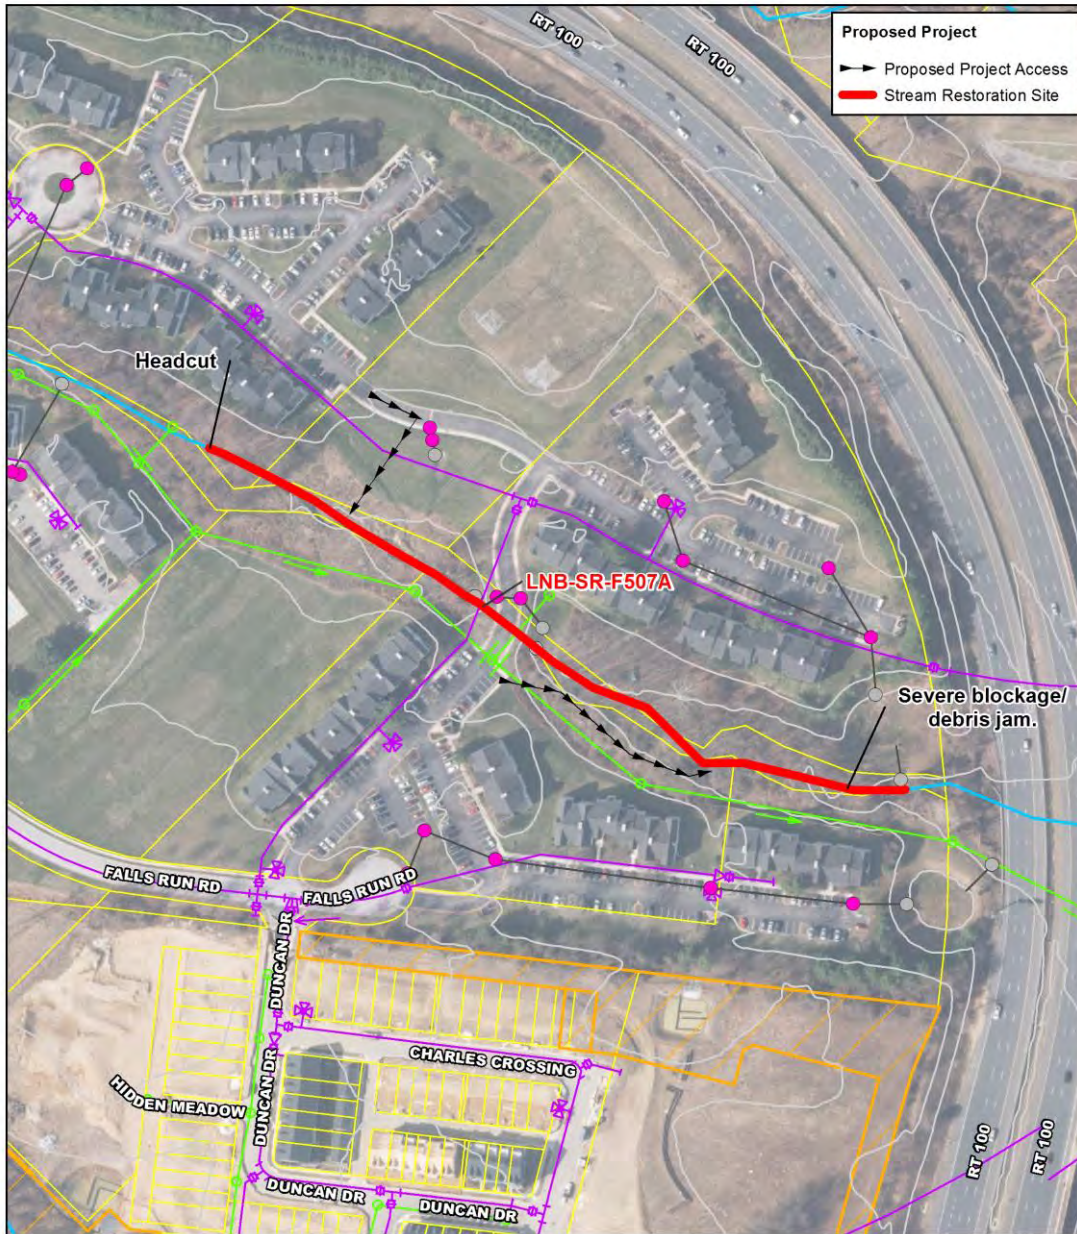 RT 100
RT 100
Proposed Project
Proposed Project Access
Stream Restoration Site
Headcut
LNB-SR-F507A
Severe blockage/
debris jam.
FALLS RUN RD
FALLS RUN RD
DUNCAN DR
CHARLES CROSSING
DUNCAN DR
HIDDEN MEADOW
DUNCAN DR
DUNCAN DR
RT 100
RT 100